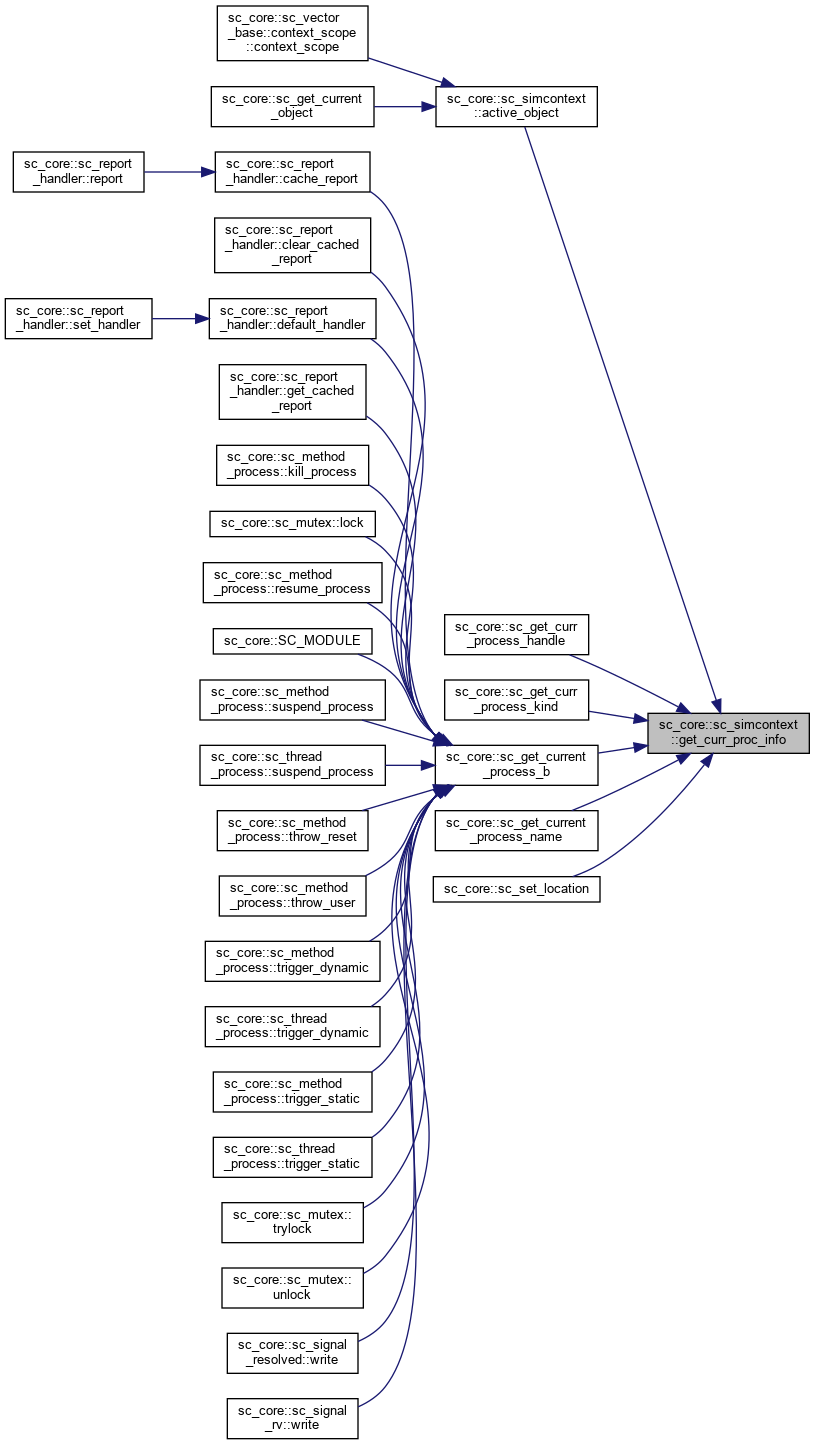 sc_core::sc_vector
_base::context_scope
::context_scope
sc_core::sc_get_current
_object
sc_core::sc_simcontext
::active_object
sc_core::sc_report
_handler::report
sc_core::sc_report
_handler::cache_report
sc_core::sc_report
_handler::clear_cached
_report
sc_core::sc_report
_handler::set_handler
sc_core::sc_report
_handler::default_handler
sc_core::sc_report
_handler::get_cached
_report
sc_core::sc_method
_process::kill_process
sc_core::sc_mutex::lock
sc_core::sc_method
_process::resume_process
sc_core::SC_MODULE
sc_core::sc_get_curr
_process_handle
sc_core::sc_method
_process::suspend_process
sc_core::sc_get_curr
_process_kind
sc_core::sc_simcontext
::get_curr_proc_info
sc_core::sc_thread
_process::suspend_process
sc_core::sc_get_current
_process_b
sc_core::sc_method
_process::throw_reset
sc_core::sc_get_current
_process_name
sc_core::sc_method
_process::throw_user
sc_core::sc_set_location
sc_core::sc_method
_process::trigger_dynamic
sc_core::sc_thread
_process::trigger_dynamic
sc_core::sc_method
_process::trigger_static
sc_core::sc_thread
_process::trigger_static
sc_core::sc_mutex::
trylock
sc_core::sc_mutex::
unlock
sc_core::sc_signal
_resolved::write
sc_core::sc_signal
_rv::write